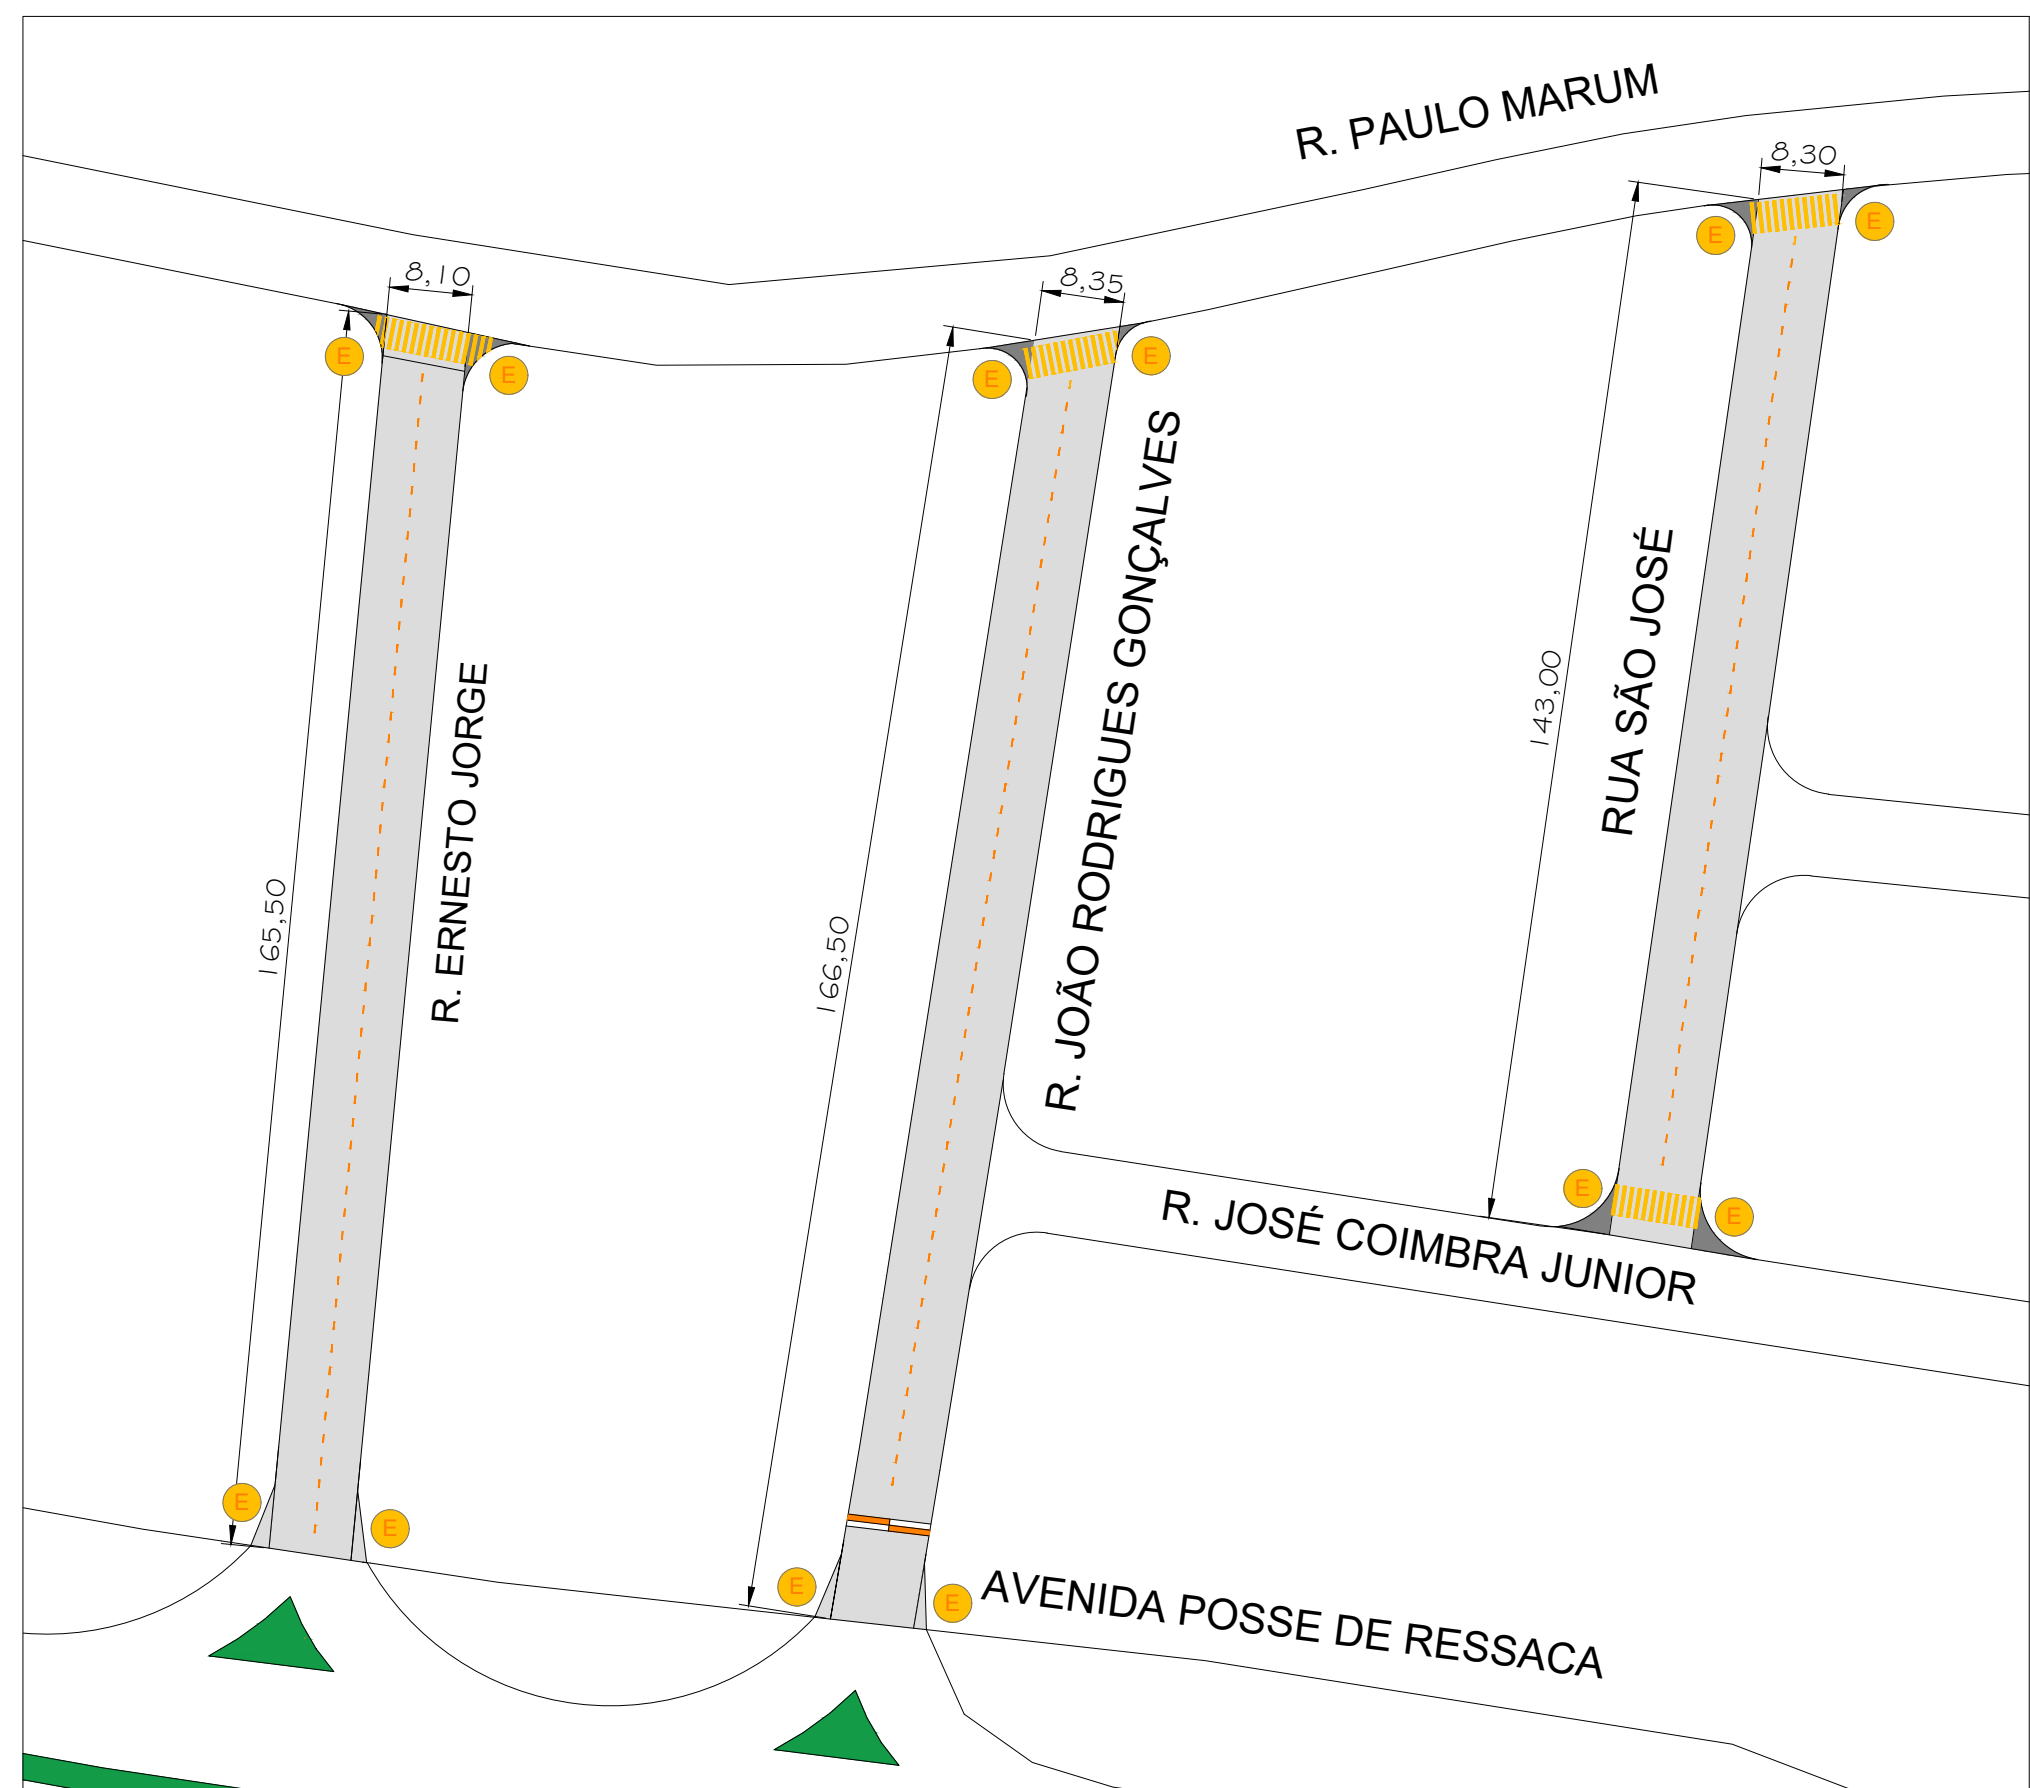 R. PAULO MARUM
8,30
E
E
8,10
8,35
E
E
E
E
R. ERNESTO JORGE
R. JOÃO RODRIGUES GONÇALVES
RUA SÃO JOSÉ
143,00
165,50
166,50
E
E
R. JOSÉ COIMBRA JUNIOR
E
E
E
E
AVENIDA POSSE DE RESSACA